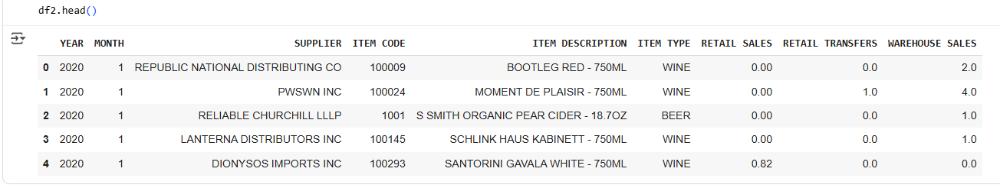 df2.head()
YEAR MONTH SUPPLIER ITEM CODE ITEM DESCRIPTION ITEM TYPE RETAIL SALES RETAIL TRANSFERS WAREHOUSE SALES
0 2020 1 REPUBLIC NATIONAL DISTRIBUTING CO 100009 BOOTLEG RED - 750ML WINE 0.00 0.0 2.0
1 2020 1 PWSWN INC 100024 MOMENT DE PLAISIR - 750ML WINE 0.00 1.0 4.0
2 2020 1 RELIABLE CHURCHILL LLLP 1001 S SMITH ORGANIC PEAR CIDER - 18.7OZ BEER 0.00 0.0 1.0
3 2020 1 LANTERNA DISTRIBUTORS INC 100145 SCHLINK HAUS KABINETT - 750ML WINE 0.00 0.0 1.0
4 2020 1 DIONYSOS IMPORTS INC 100293 SANTORINI GAVALA WHITE - 750ML WINE 0.82 0.0 0.0